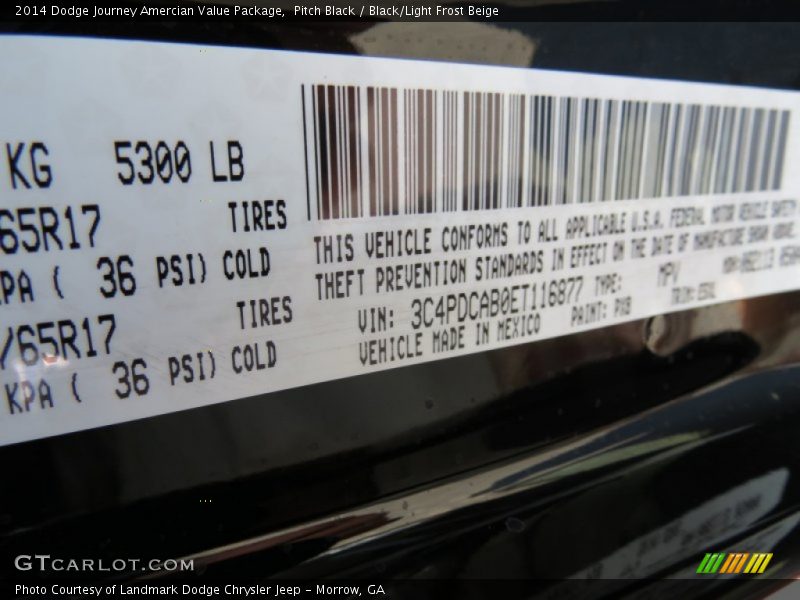 2014 Dodge Journey Amercian Value Package,  Pitch Black / Black/Light Frost Beige
KG 5300 LB
65R17 TIRES
KPA ( 36 PSI) COLD
/65R17 TIRES
KPA ( 36 PSI) COLD
THIS VEHICLE CONFORMS TO ALL APPLICABLE U.S.A. FEDERAL MOTOR VEHICLE SAFETY
THEFT PREVENTION STANDARDS IN EFFECT ON THE DATE OF MANUFACTURE SHOWN ABOVE.
VIN: 3C4PDCAB0ET116877 TYPE: MPV
VEHICLE MADE IN MEXICO PAINT: PX8 TRIM:
GTCARLOT.COM
Photo Courtesy of Landmark Dodge Chrysler Jeep - Morrow, GA